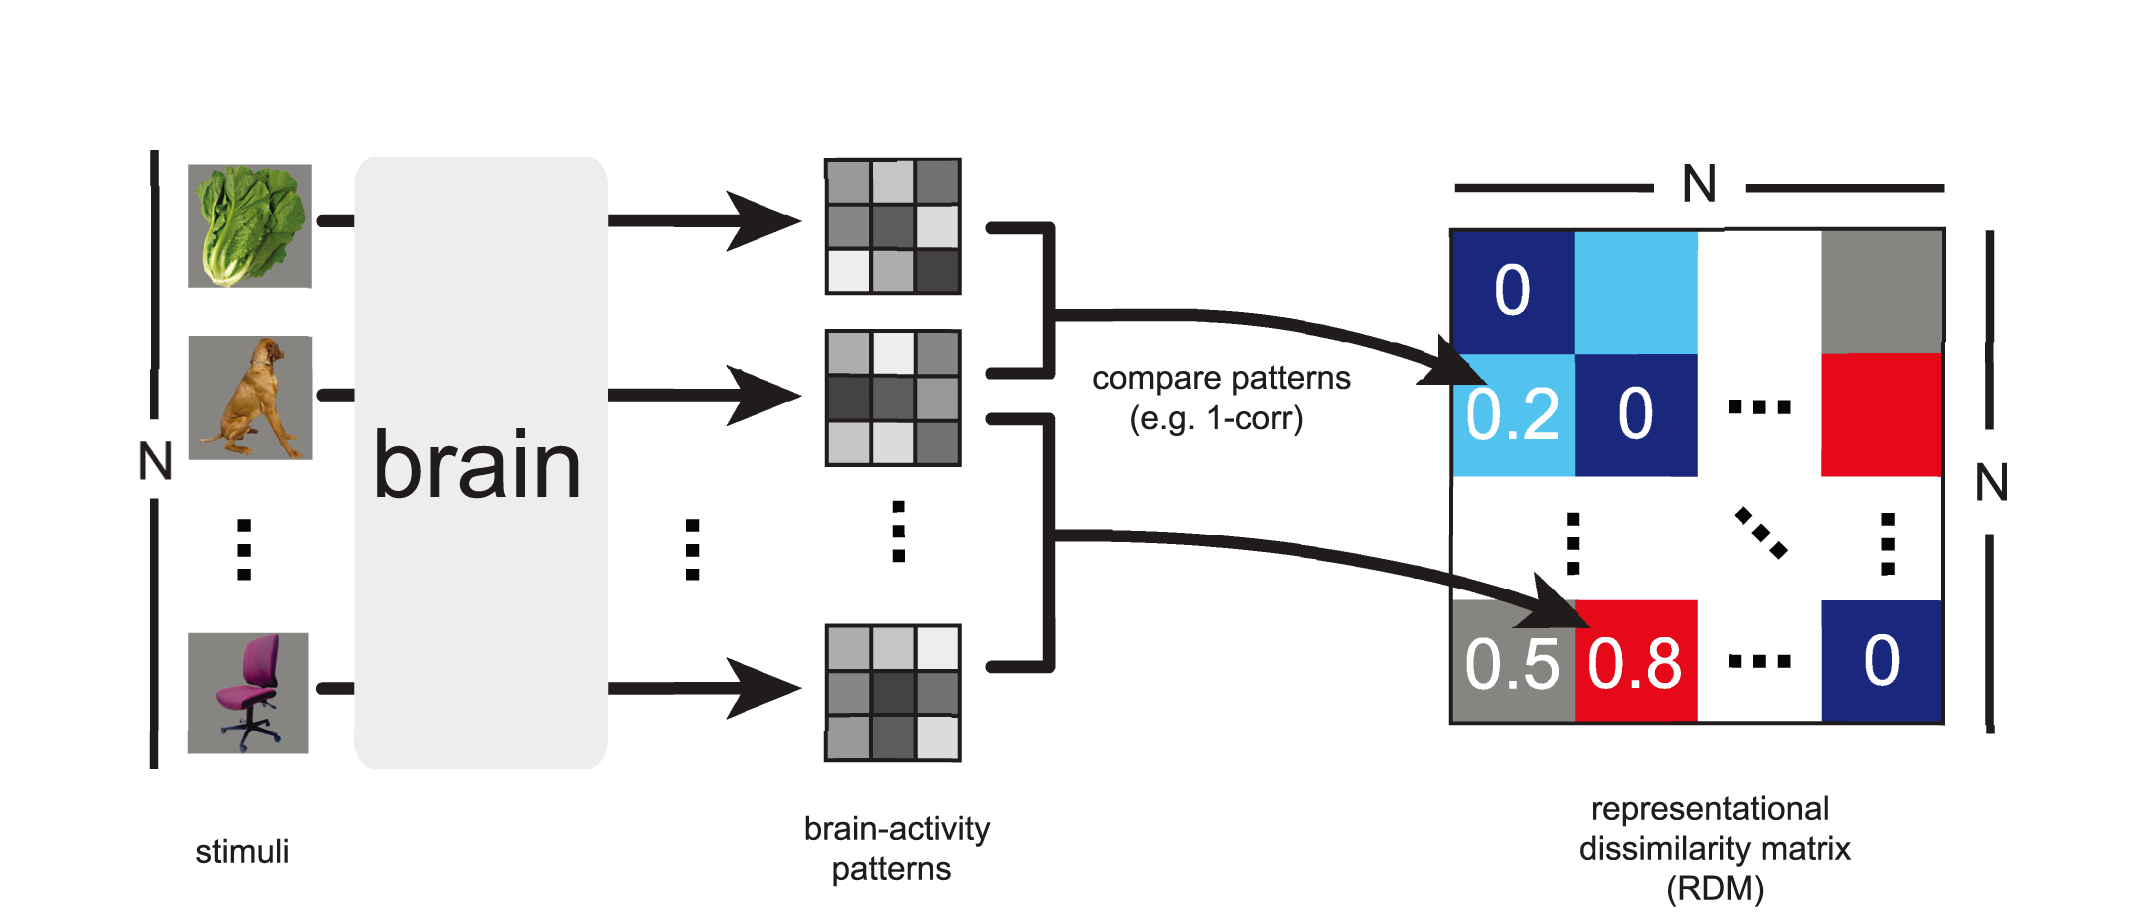 N
brain
stimuli
brain-activity
patterns
compare patterns
(e.g. 1-corr)
N
0
0.2 0
0.5 0.8 0
N
representational
dissimilarity matrix
(RDM)